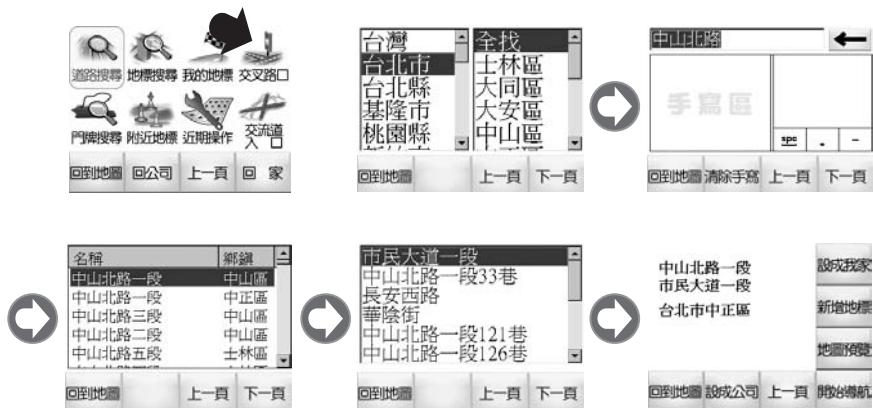 道路搜尋 地標搜尋 我的地標 交叉路口
門牌搜尋 附近地標 近期操作 交流道入口
回到地圖 回公司 上一頁 回 家
台灣 全找
台北市 士林區
台北縣 大同區
基隆市 大安區
桃園縣 中山區
回到地圖 上一頁 下一頁
中山北路
手寫區
spc . -
回到地圖 清除手寫 上一頁 下一頁
名稱 鄉鎮
中山北路一段 中山區
中山北路一段 中正區
中山北路三段 中山區
中山北路二段 中山區
中山北路五段 士林區
回到地圖 上一頁 下一頁
市民大道一段
中山北路一段33巷
長安西路
華陰街
中山北路一段121巷
中山北路一段126巷
回到地圖 上一頁 下一頁
中山北路一段
市民大道一段
台北市中正區
設成我家
新增地標
地圖預覽
回到地圖 設成公司 上一頁 開始導航